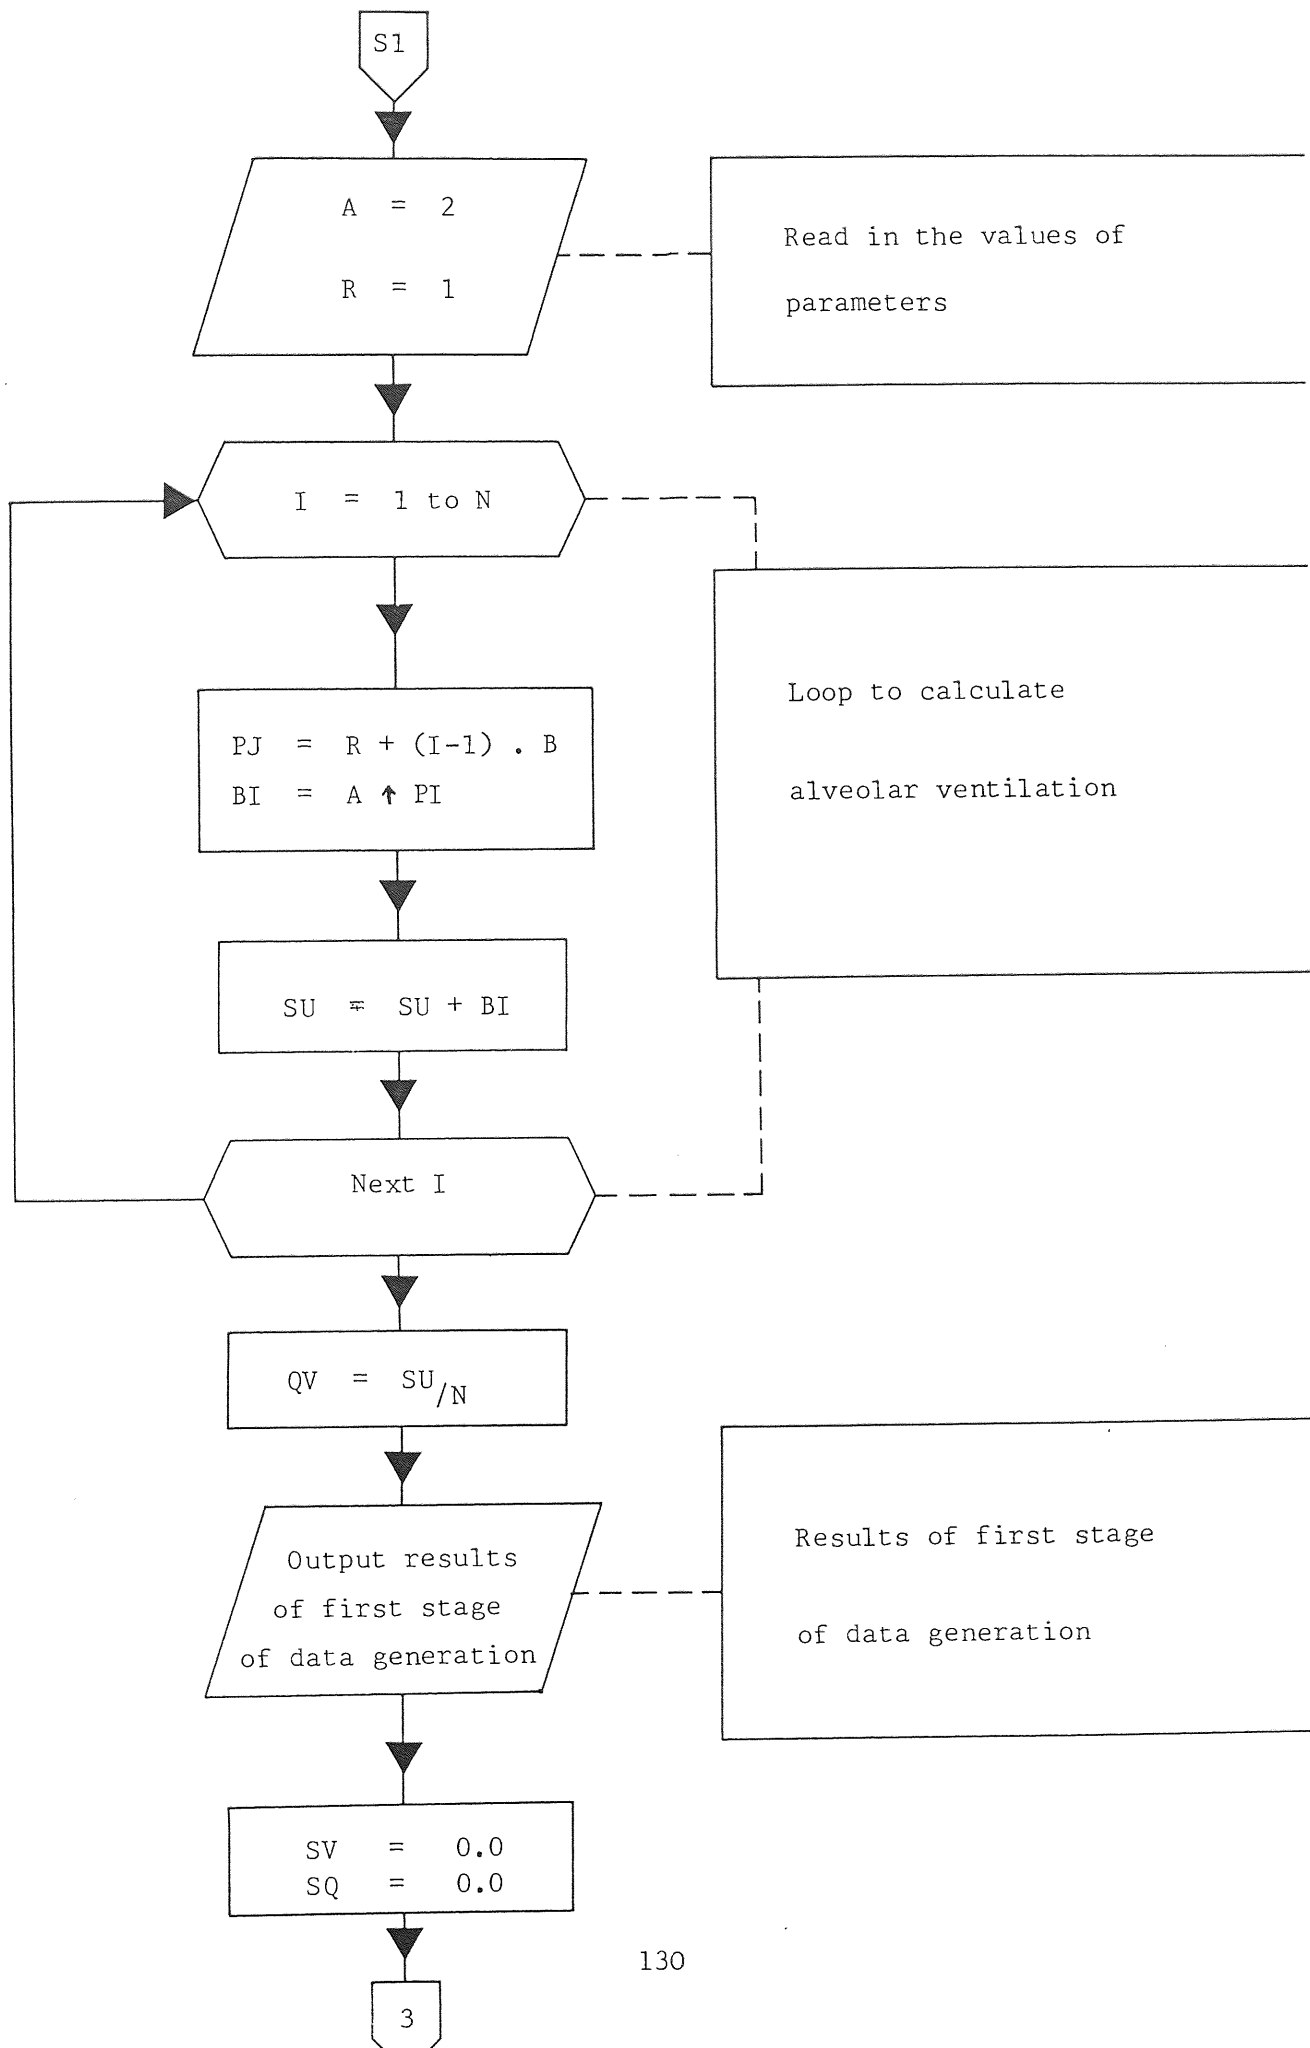 S1
A = 2
R = 1
Read in the values of
parameters
I = 1 to N
PJ = R + (I-1) . B
BI = A ↑ PI
Loop to calculate
alveolar ventilation
SU = SU + BI
Next I
QV = SU/N
Output results
of first stage
of data generation
Results of first stage
of data generation
SV = 0.0
SQ = 0.0
130
3